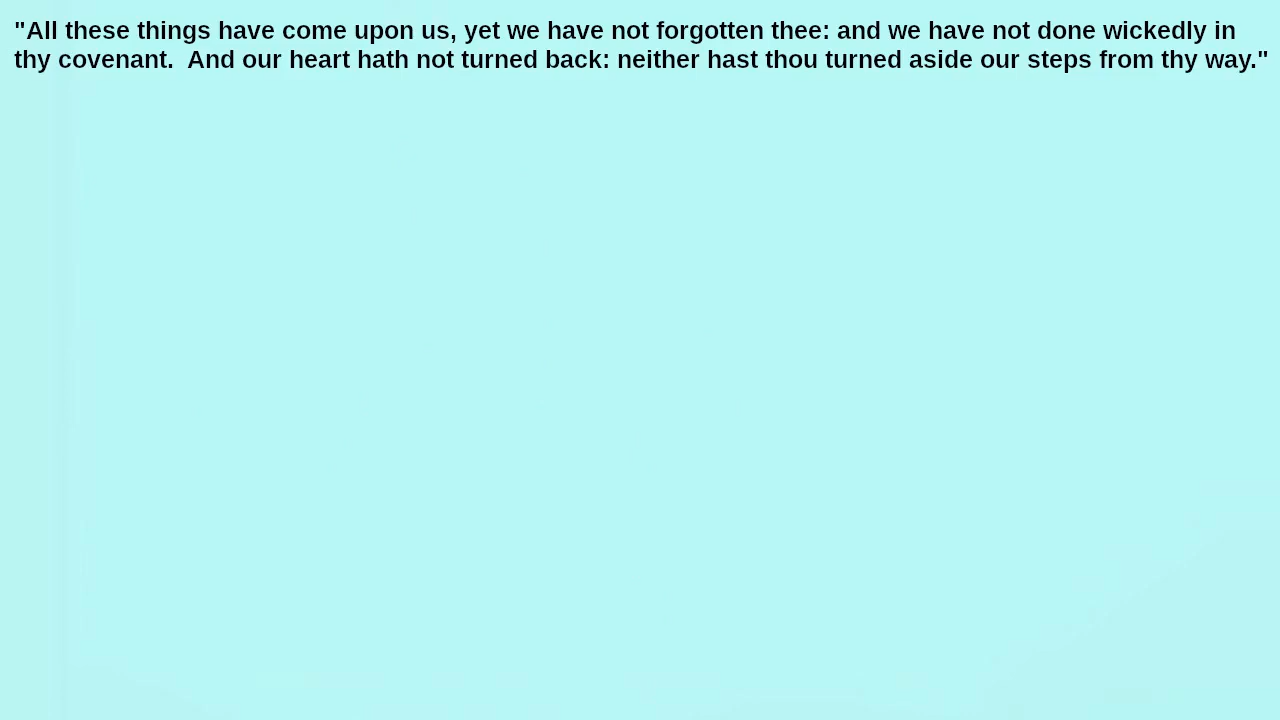 "All these things have come upon us, yet we have not forgotten thee: and we have not done wickedly in
thy covenant.  And our heart hath not turned back: neither hast thou turned aside our steps from thy way."